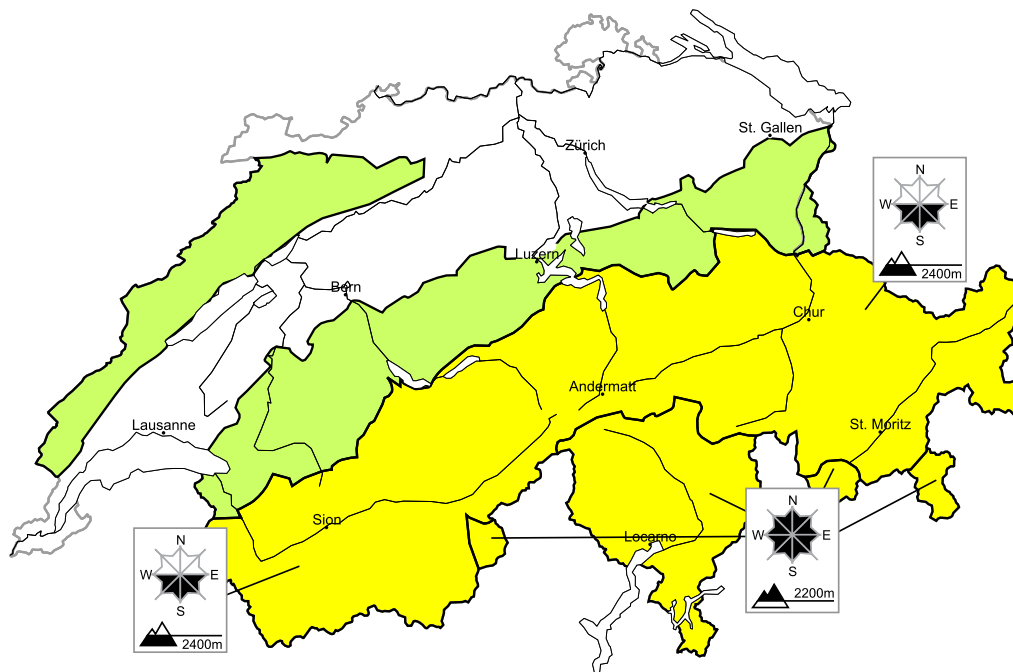 St. Gallen
Zürich
N
W E
S
2400m
Luzern
Bern
Chur
Andermatt
Lausanne
St. Moritz
N
W E
S
2200m
Sion
Locarno
N
W E
S
2400m